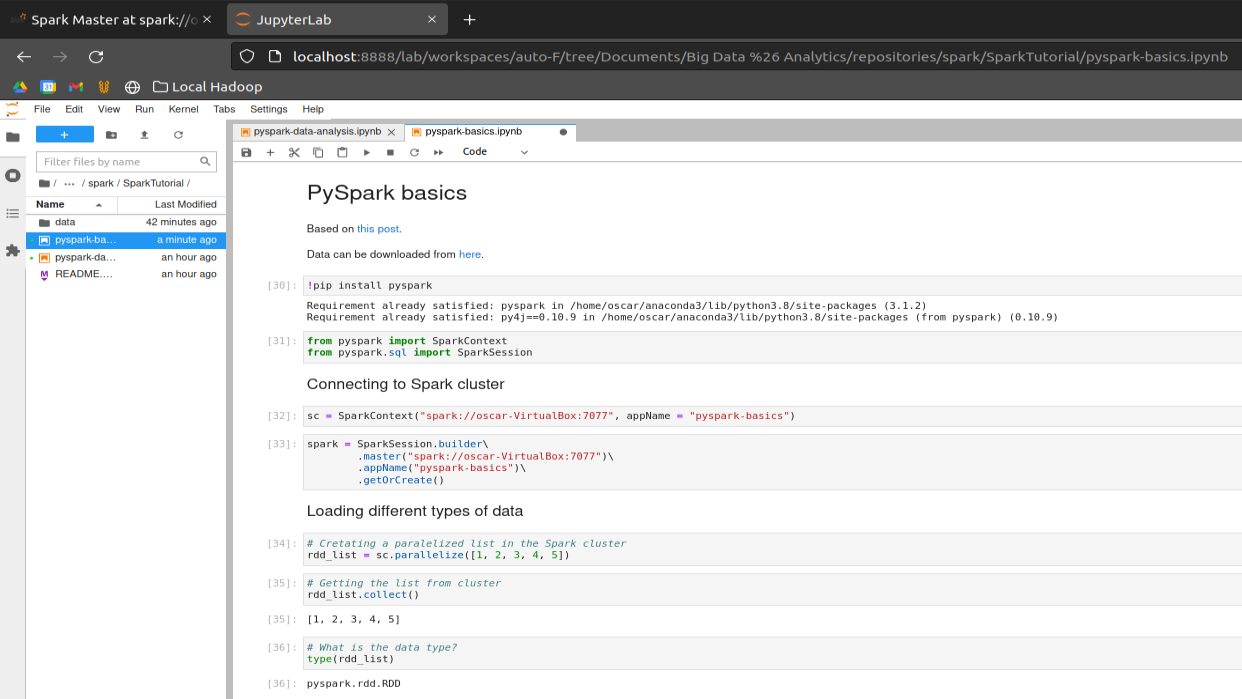 Spark Master at spark://o
JupyterLab
localhost:8888/lab/workspaces/auto-F/tree/Documents/Big Data %26 Analytics/repositories/spark/SparkTutorial/pyspark-basics.ipynb
31
Local Hadoop
File Edit View Run Kernel Tabs Settings Help
+
Filter files by name
/ ... / spark / SparkTutorial /
Name Last Modified
data 42 minutes ago
pyspark-ba... a minute ago
pyspark-da... an hour ago
README.... an hour ago
pyspark-data-analysis.ipynb
pyspark-basics.ipynb
Code
PySpark basics
Based on this post.
Data can be downloaded from here.
[30]: !pip install pyspark
Requirement already satisfied: pyspark in /home/oscar/anaconda3/lib/python3.8/site-packages (3.1.2)
Requirement already satisfied: py4j==0.10.9 in /home/oscar/anaconda3/lib/python3.8/site-packages (from pyspark) (0.10.9)
[31]: from pyspark import SparkContext
from pyspark.sql import SparkSession
Connecting to Spark cluster
[32]: sc = SparkContext("spark://oscar-VirtualBox:7077", appName = "pyspark-basics")
[33]: spark = SparkSession.builder\
.master("spark://oscar-VirtualBox:7077")\
.appName("pyspark-basics")\
.getOrCreate()
Loading different types of data
[34]: # Cretating a paralelized list in the Spark cluster
rdd_list = sc.parallelize([1, 2, 3, 4, 5])
[35]: # Getting the list from cluster
rdd_list.collect()
[35]: [1, 2, 3, 4, 5]
[36]: # What is the data type?
type(rdd_list)
[36]: pyspark.rdd.RDD